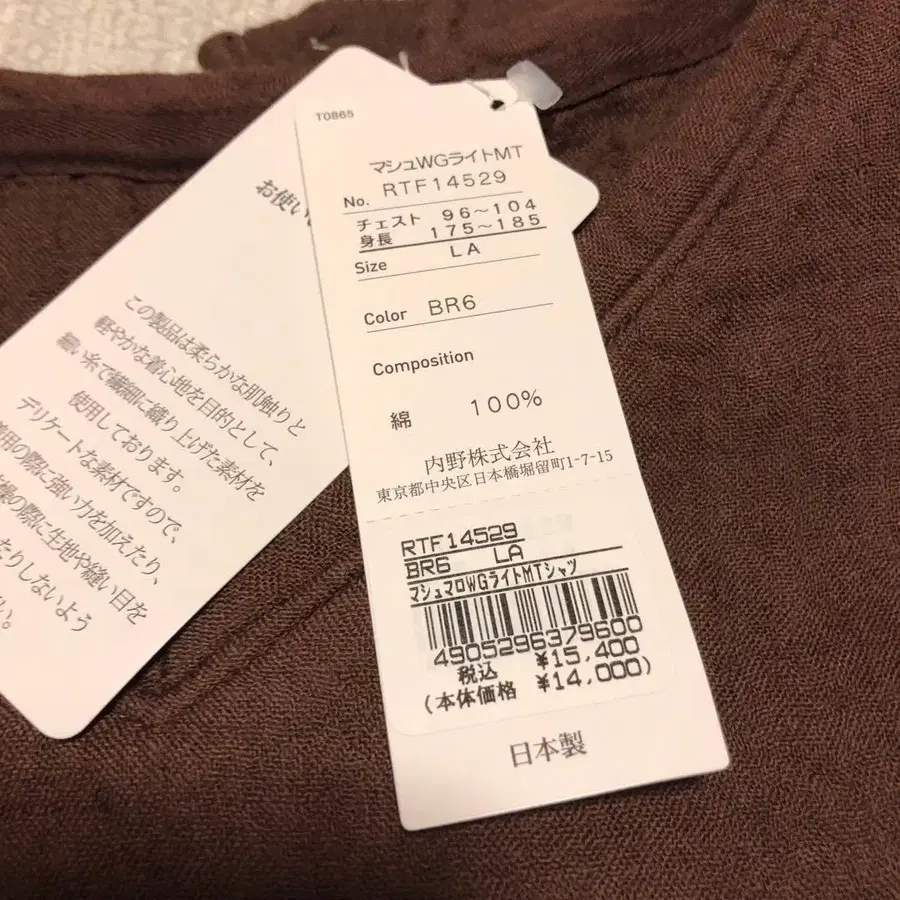 T0865
マシュWGライトMT
No. RTF14529
チェスト 96～104
身長 175～185
Size LA
Color BR6
Composition
綿 100%
内野株式会社
東京都中央区日本橋堀留町1-7-15
RTF14529
BR6 LA
マシュマロWGライトMTシャツ
4905296379600
税込 ¥15,400
(本体価格 ¥14,000)
日本製
お使い
この製品は柔らかな肌触りと
軽やかな着心地を目的として、
細い糸で繊細に織り上げた素材を
使用しております。
デリケートな素材ですので、
着用の際に強い力を加えたり、
の際に生地や縫い目を
たりしないよう
い。